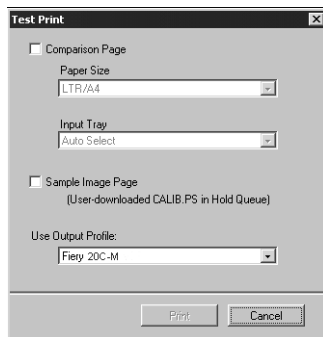 Test Print
Comparison Page
Paper Size
LTR/A4
Input Tray
Auto Select
Sample Image Page
(User-downloaded CALIB.PS in Hold Queue)
Use Output Profile:
Fiery 20C-M
Print
Cancel